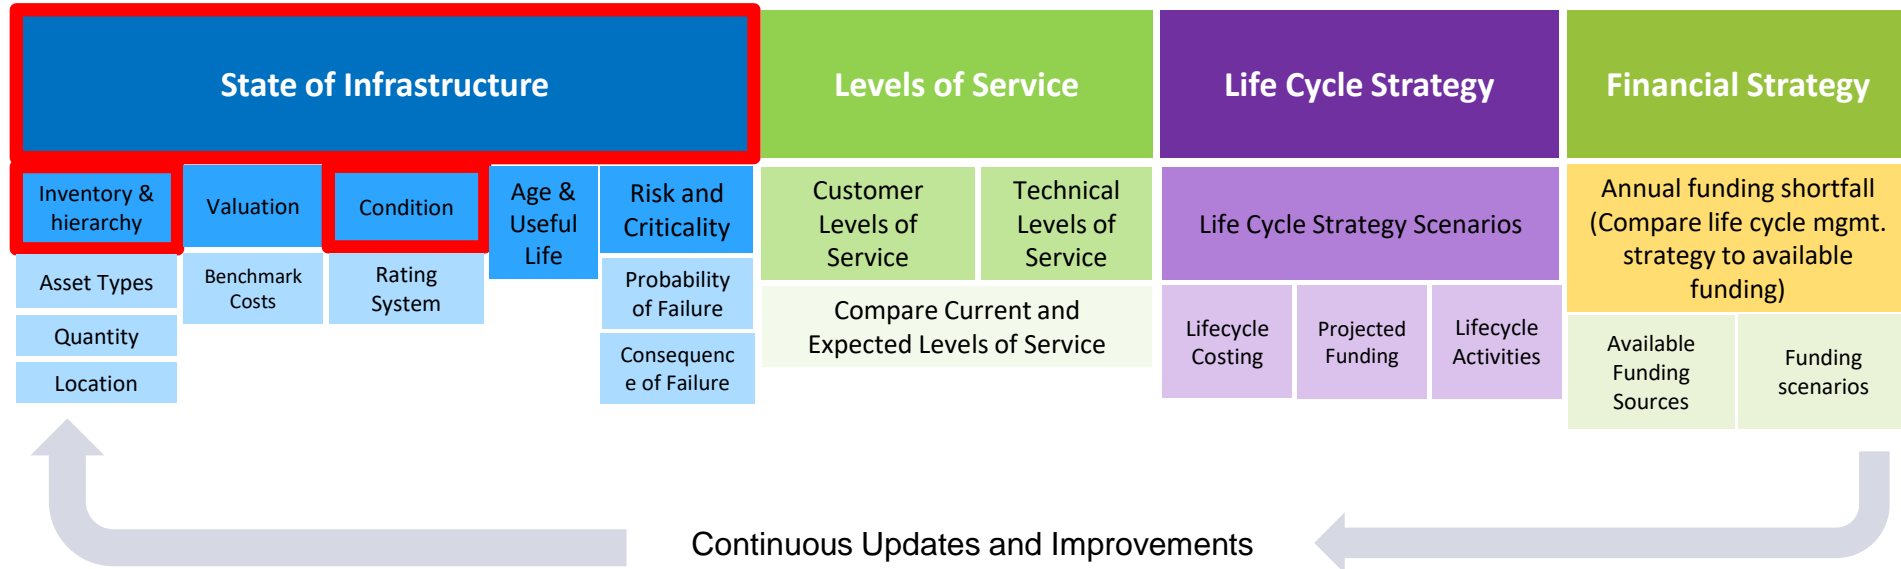 State of Infrastructure
Levels of Service
Life Cycle Strategy
Financial Strategy
Inventory &
hierarchy
Valuation
Condition
Age &
Useful
Life
Risk and
Criticality
Customer
Levels of
Service
Technical
Levels of
Service
Life Cycle Strategy Scenarios
Annual funding shortfall
(Compare life cycle mgmt.
strategy to available
funding)
Asset Types
Quantity
Location
Benchmark
Costs
Rating
System
Probability
of Failure
Consequenc
e of Failure
Compare Current and
Expected Levels of Service
Lifecycle
Costing
Projected
Funding
Lifecycle
Activities
Available
Funding
Sources
Funding
scenarios
Continuous Updates and Improvements